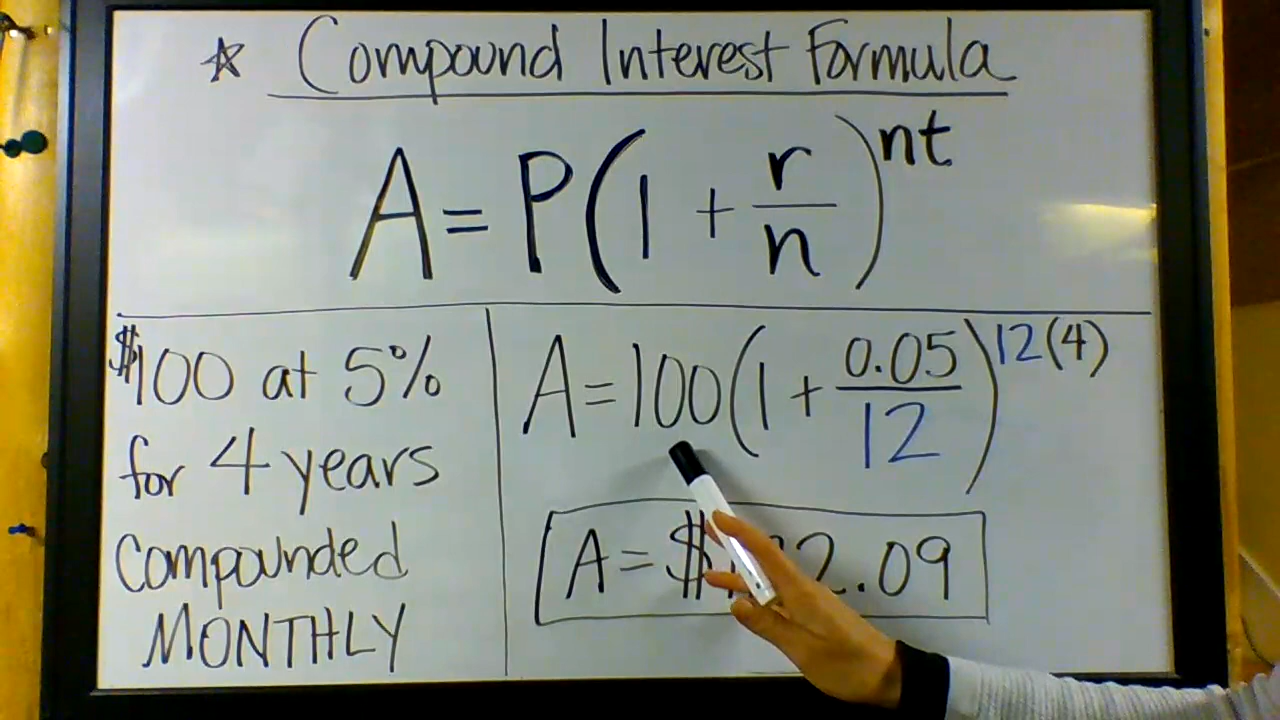 ☆ Compound Interest Formula
A = P(1 + r/n)^nt
$100 at 5%
for 4 years
Compounded
MONTHLY
A = 100(1 + 0.05/12)^12(4)
A = $ 2.09